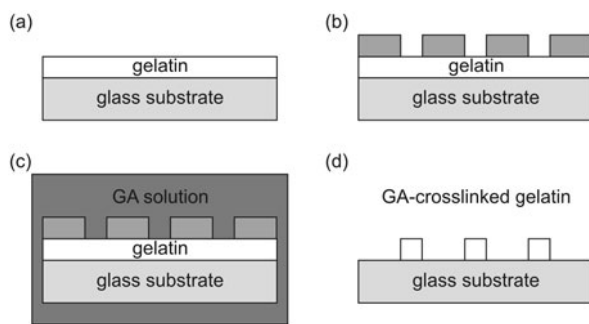 (a)
gelatin
glass substrate
(b)
gelatin
glass substrate
(c)
GA solution
gelatin
glass substrate
(d)
GA-crosslinked gelatin
glass substrate